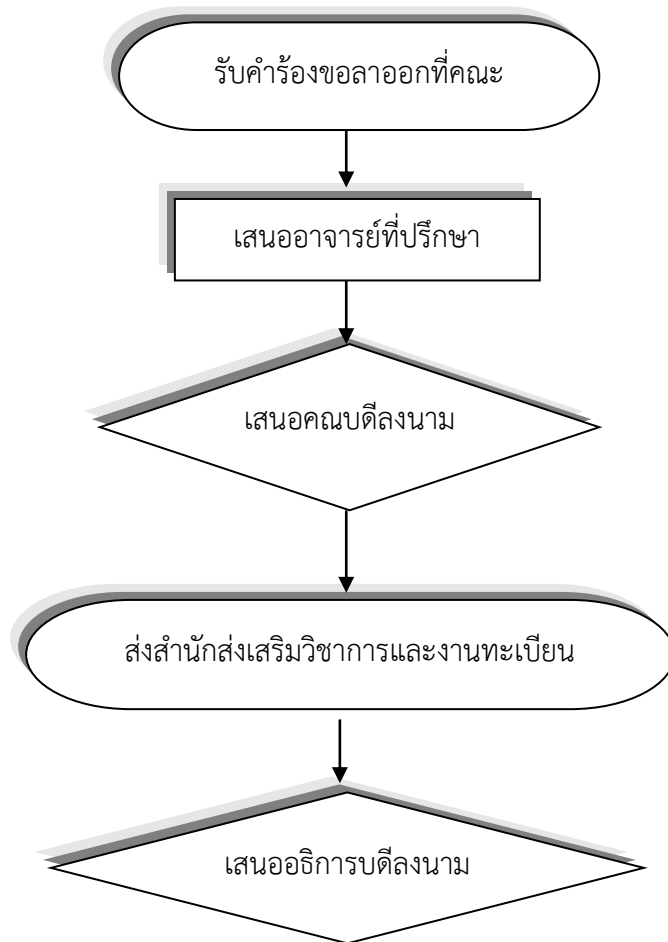 รับคำร้องขอลาออกที่คณะ
เสนออาจารย์ที่ปรึกษา
เสนอคณบดีลงนาม
ส่งสำนักส่งเสริมวิชาการและงานทะเบียน
เสนออธิการบดีลงนาม